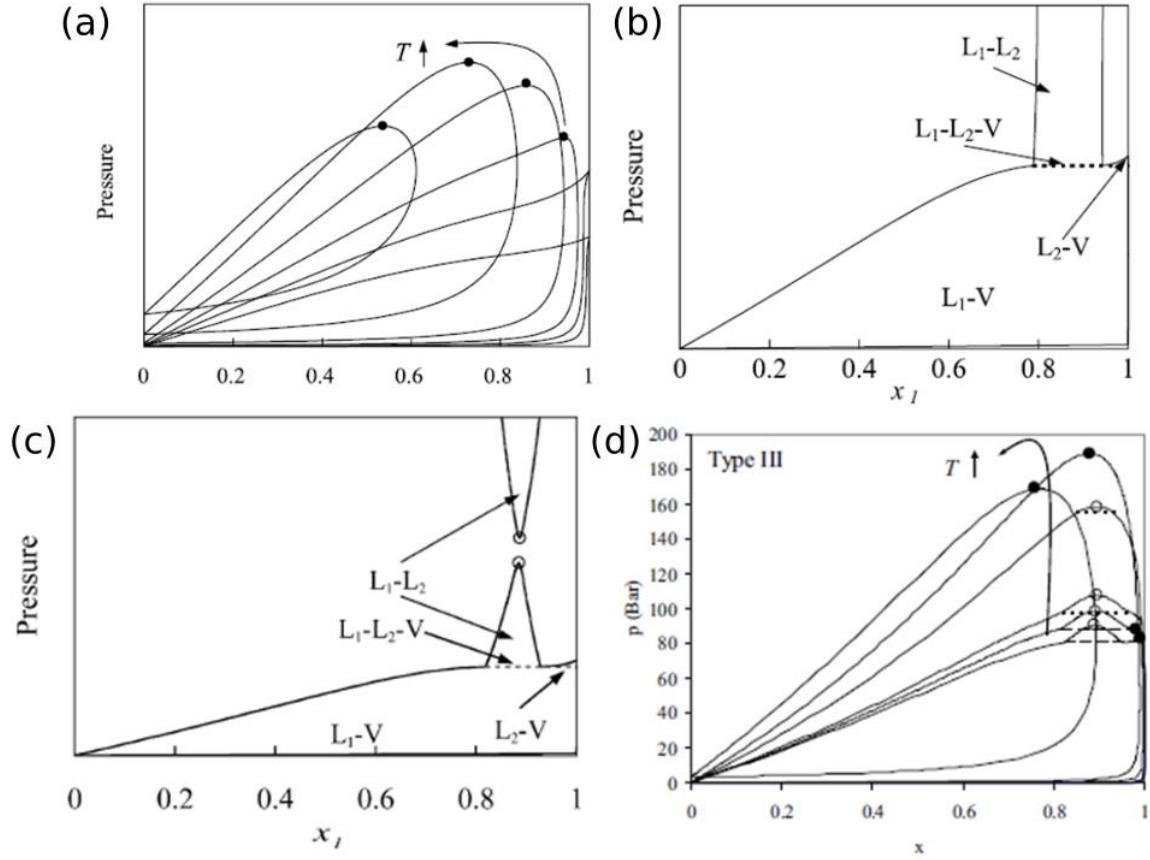 (a)
T
Pressure
0 0.2 0.4 0.6 0.8 1
(b)
L₁-L₂
L₁-L₂-V
L₂-V
L₁-V
Pressure
0 0.2 0.4 0.6 0.8 1
x₁
(c)
L₁-L₂
L₁-L₂-V
L₁-V
L₂-V
Pressure
0 0.2 0.4 0.6 0.8 1
x₁
(d)
Type III
T
p (Bar)
200
180
160
140
120
100
80
60
40
20
0
0 0.2 0.4 0.6 0.8 1
x